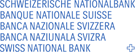 SCHWEIZERISCHE NATIONALBANK
BANQUE NATIONALE SUISSE
BANCA NAZIONALE SVIZZERA
BANCA NAZIUNALA SVIZRA
SWISS NATIONAL BANK